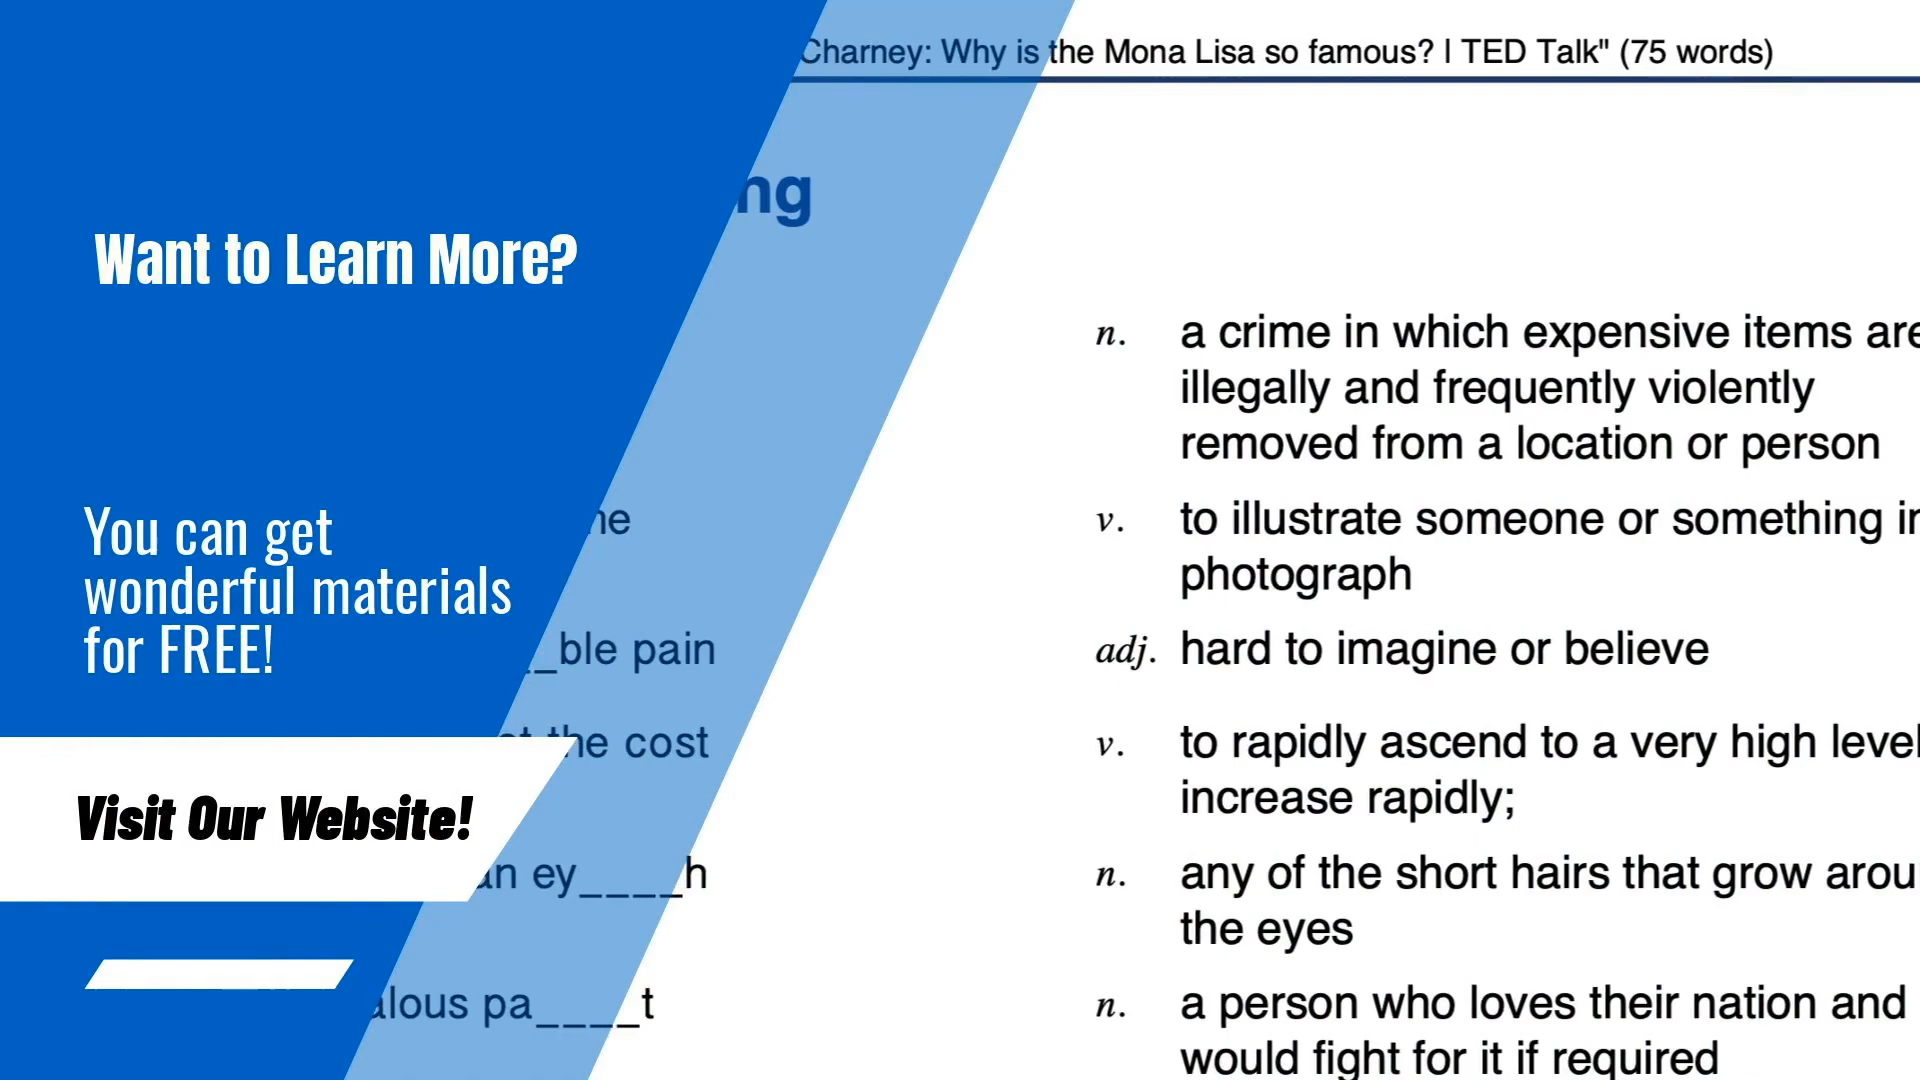 Charney: Why is the Mona Lisa so famous? | TED Talk" (75 words)
ng
Want to Learn More?
You can get
wonderful materials
for FREE!
Visit Our Website!
n. a crime in which expensive items are
illegally and frequently violently
removed from a location or person
v. to illustrate someone or something in
photograph
_ble pain
adj. hard to imagine or believe
the cost
v. to rapidly ascend to a very high level
increase rapidly;
an ey____h
n. any of the short hairs that grow arou
the eyes
alous pa____t
n. a person who loves their nation and
would fight for it if required